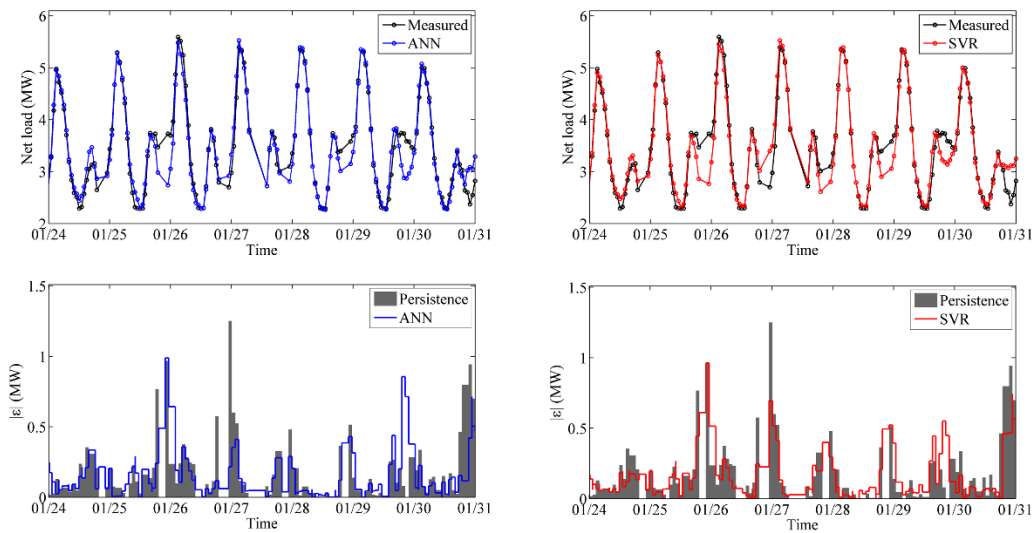 6
5
4
3
2
Net load (MW)
Measured
ANN
01/24 01/25 01/26 01/27 01/28 01/29 01/30 01/31
Time
6
5
4
3
2
Net load (MW)
Measured
SVR
01/24 01/25 01/26 01/27 01/28 01/29 01/30 01/31
Time
1.5
1
0.5
0
|ε| (MW)
Persistence
ANN
01/24 01/25 01/26 01/27 01/28 01/29 01/30 01/31
Time
1.5
1
0.5
0
|ε| (MW)
Persistence
SVR
01/24 01/25 01/26 01/27 01/28 01/29 01/30 01/31
Time